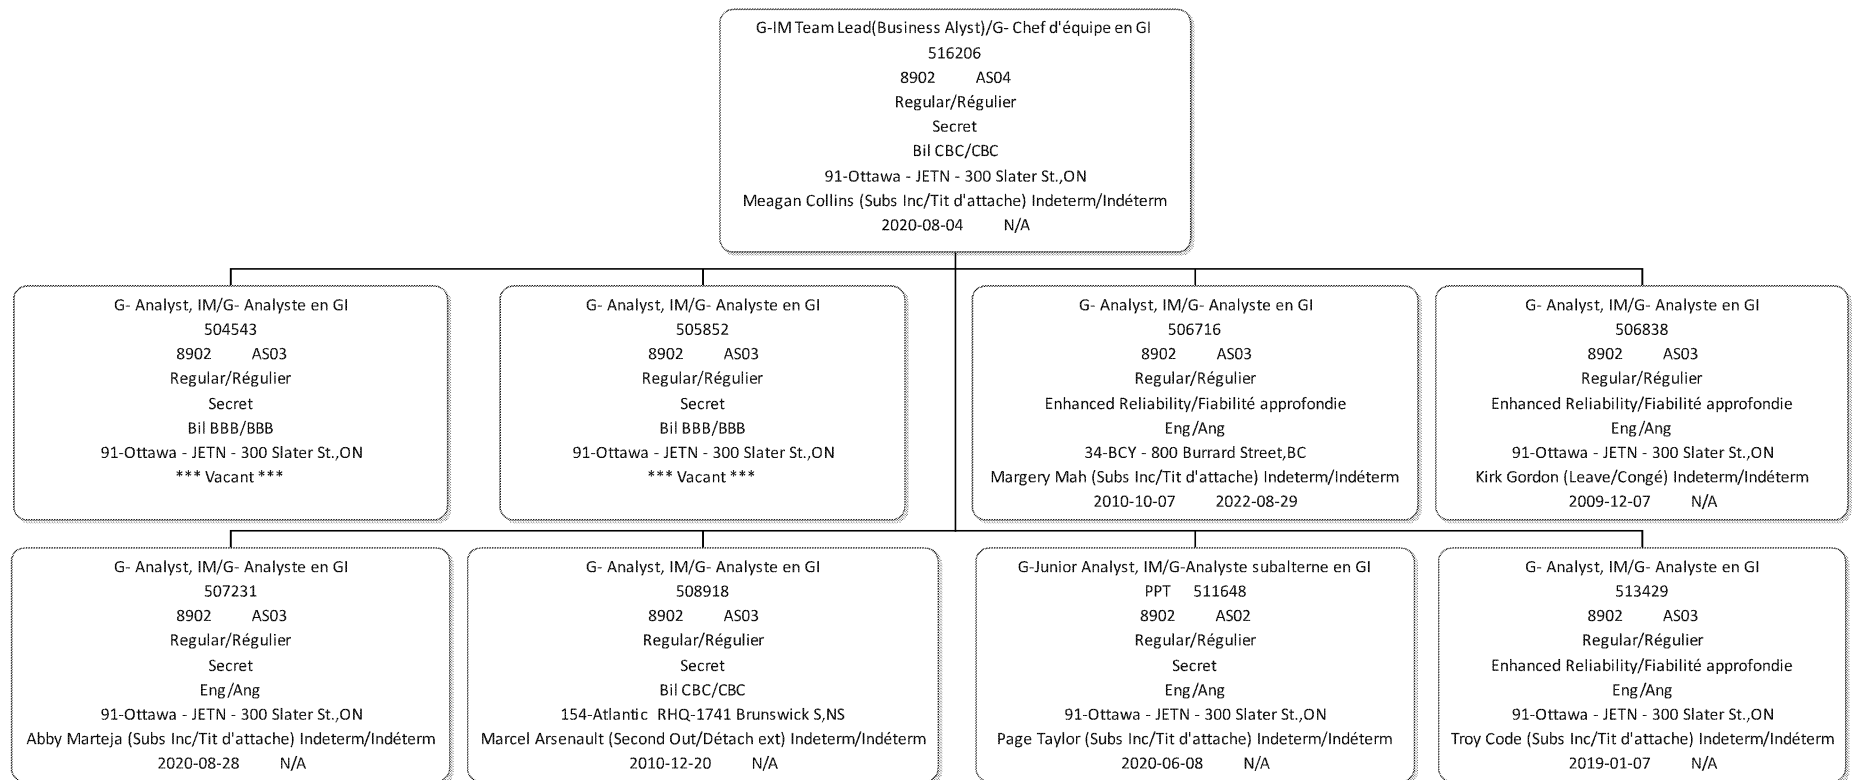 G-IM Team Lead(Business Alyst)/G- Chef d'équipe en GI
516206
8902 AS04
Regular/Régulier
Secret
Bil CBC/CBC
91-Ottawa - JETN - 300 Slater St.,ON
Meagan Collins (Subs Inc/Tit d'attache) Indeterm/Indéterm
2020-08-04 N/A
G- Analyst, IM/G- Analyste en GI
504543
8902 AS03
Regular/Régulier
Secret
Bil BBB/BBB
91-Ottawa - JETN - 300 Slater St.,ON
*** Vacant ***
G- Analyst, IM/G- Analyste en GI
505852
8902 AS03
Regular/Régulier
Secret
Bil BBB/BBB
91-Ottawa - JETN - 300 Slater St.,ON
*** Vacant ***
G- Analyst, IM/G- Analyste en GI
506716
8902 AS03
Regular/Régulier
Enhanced Reliability/Fiabilité approfondie
Eng/Ang
34-BCY - 800 Burrard Street,BC
Margery Mah (Subs Inc/Tit d'attache) Indeterm/Indéterm
2010-10-07 2022-08-29
G- Analyst, IM/G- Analyste en GI
506838
8902 AS03
Regular/Régulier
Enhanced Reliability/Fiabilité approfondie
Eng/Ang
91-Ottawa - JETN - 300 Slater St.,ON
Kirk Gordon (Leave/Congé) Indeterm/Indéterm
2009-12-07 N/A
G- Analyst, IM/G- Analyste en GI
507231
8902 AS03
Regular/Régulier
Secret
Eng/Ang
91-Ottawa - JETN - 300 Slater St.,ON
Abby Marteja (Subs Inc/Tit d'attache) Indeterm/Indéterm
2020-08-28 N/A
G- Analyst, IM/G- Analyste en GI
508918
8902 AS03
Regular/Régulier
Secret
Bil CBC/CBC
154-Atlantic RHQ-1741 Brunswick S,NS
Marcel Arsenault (Second Out/Détach ext) Indeterm/Indéterm
2010-12-20 N/A
G-Junior Analyst, IM/G-Analyste subalterne en GI
PPT 511648
8902 AS02
Regular/Régulier
Secret
Eng/Ang
91-Ottawa - JETN - 300 Slater St.,ON
Page Taylor (Subs Inc/Tit d'attache) Indeterm/Indéterm
2020-06-08 N/A
G- Analyst, IM/G- Analyste en GI
513429
8902 AS03
Regular/Régulier
Enhanced Reliability/Fiabilité approfondie
Eng/Ang
91-Ottawa - JETN - 300 Slater St.,ON
Troy Code (Subs Inc/Tit d'attache) Indeterm/Indéterm
2019-01-07 N/A